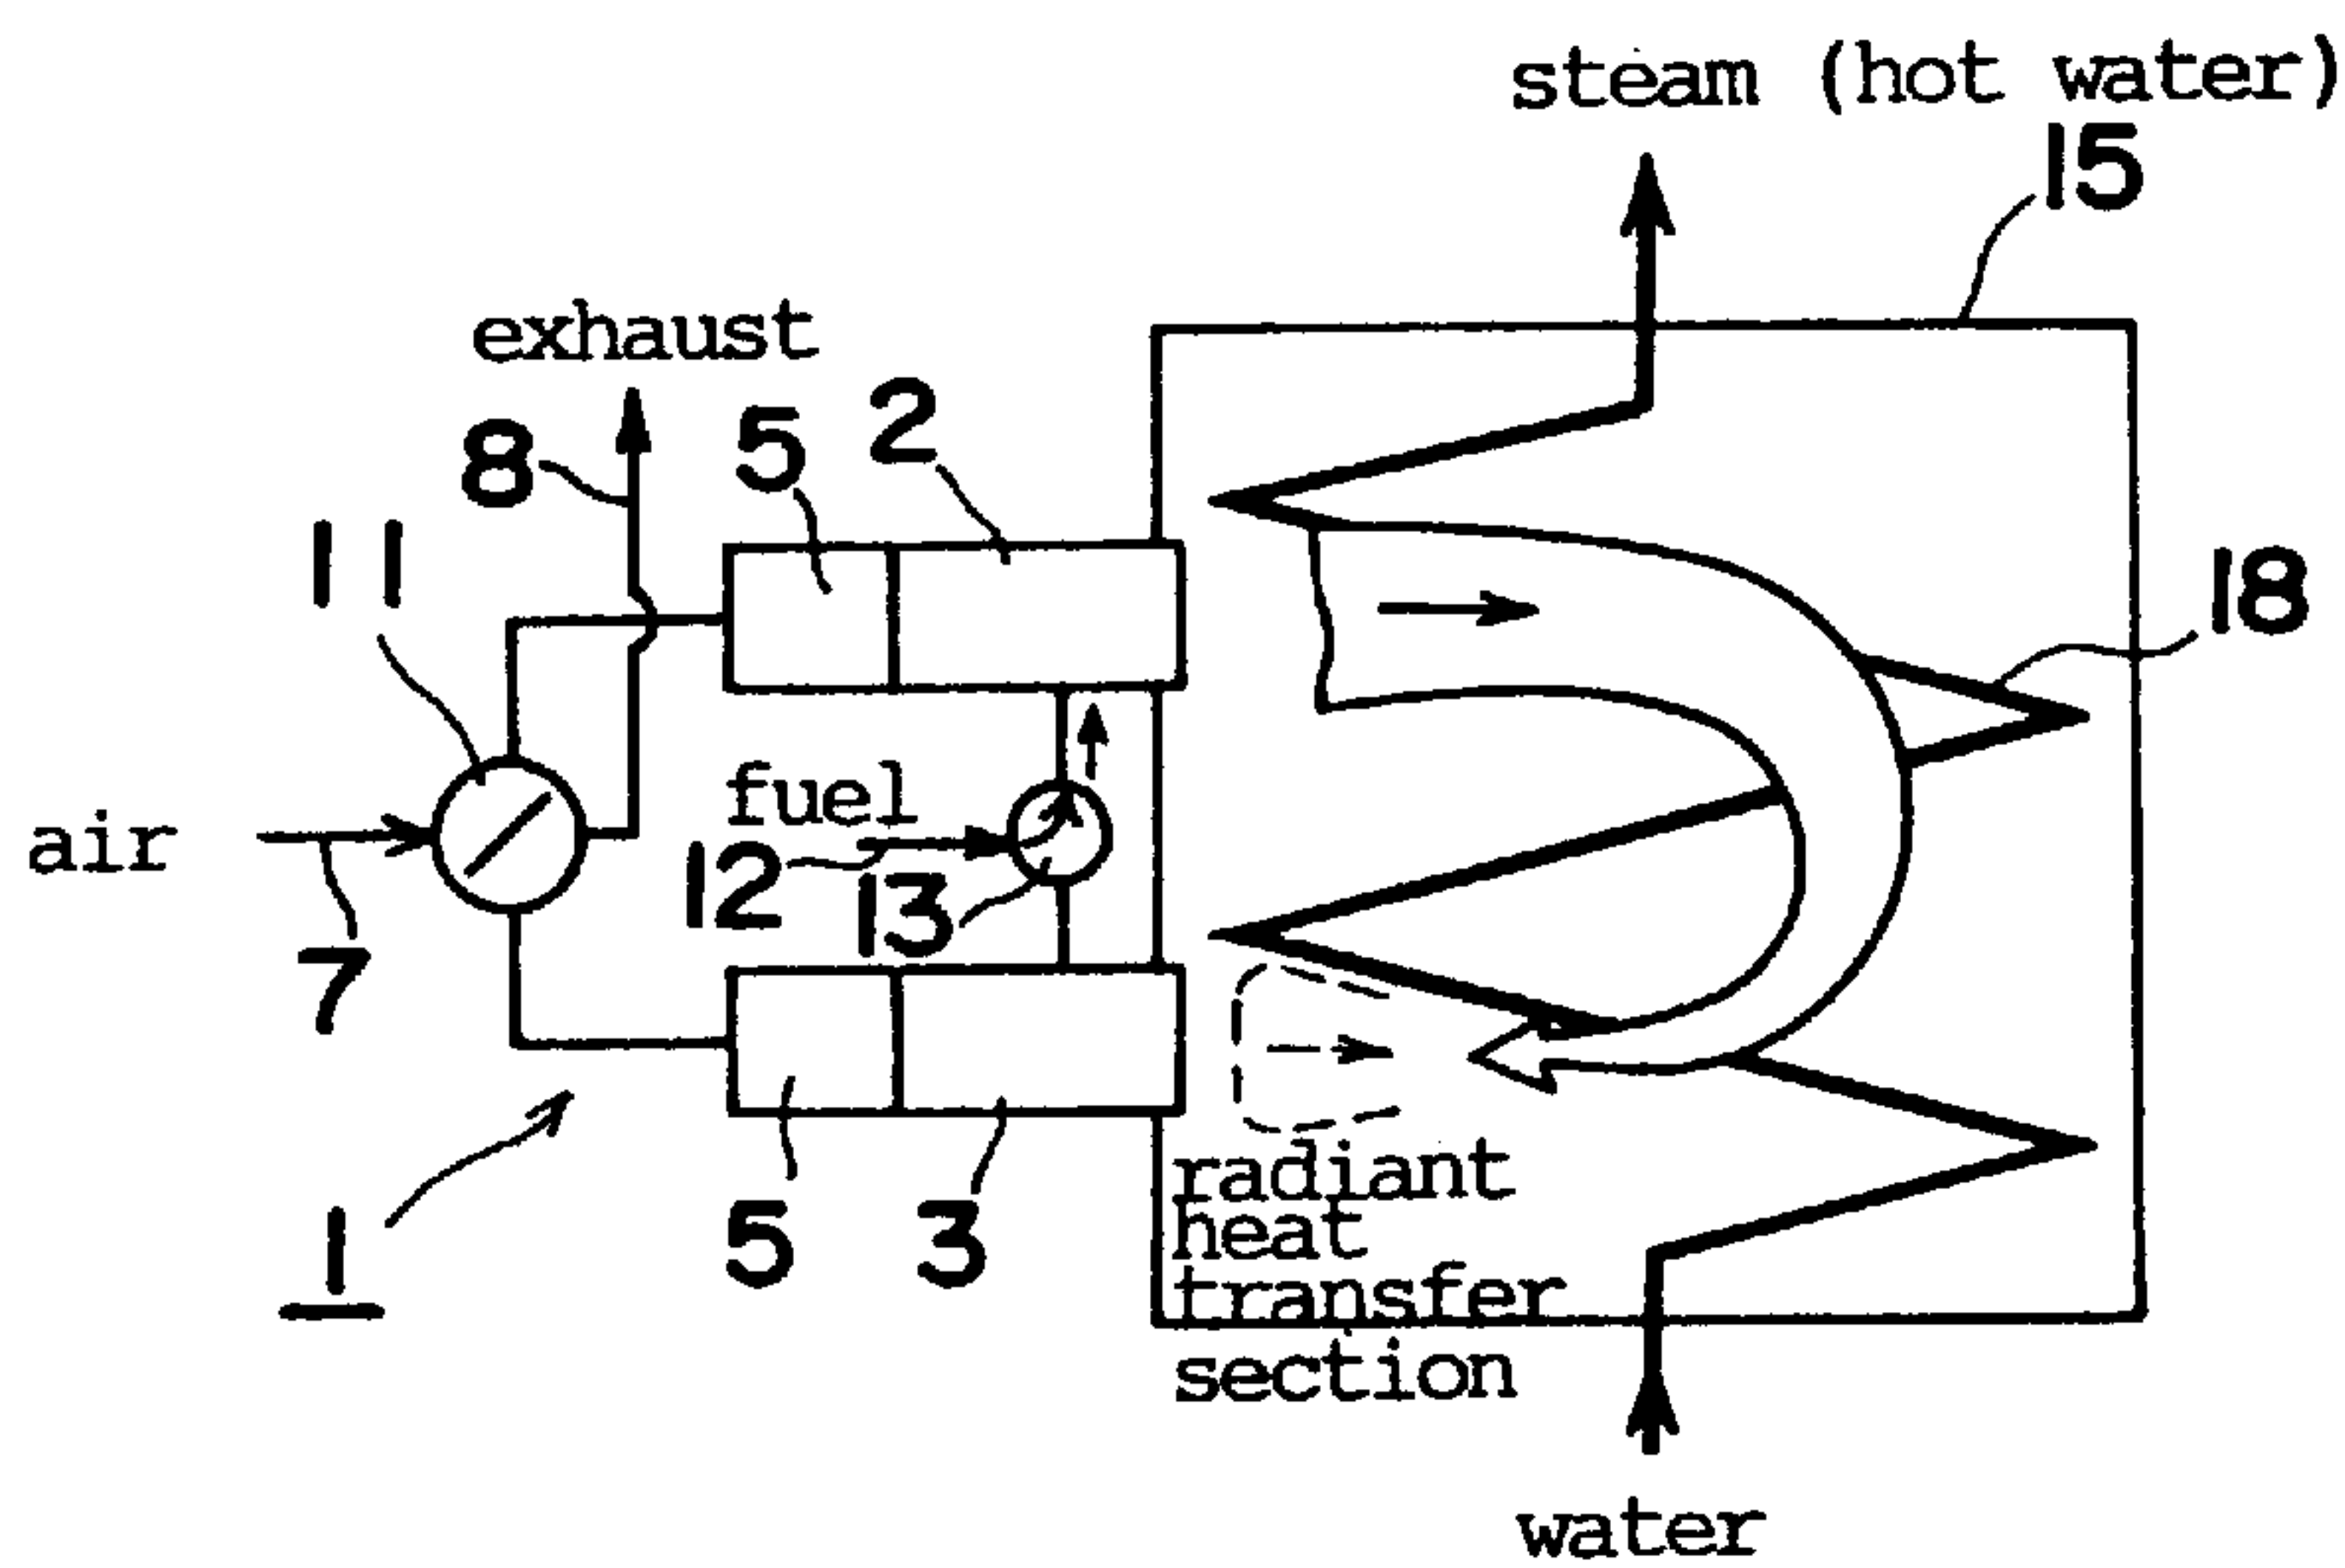 steam (hot water)
15
exhaust
8
5
2
11
18
fuel
air
12
13
7
1
5
3
radiant
heat
transfer
section
water